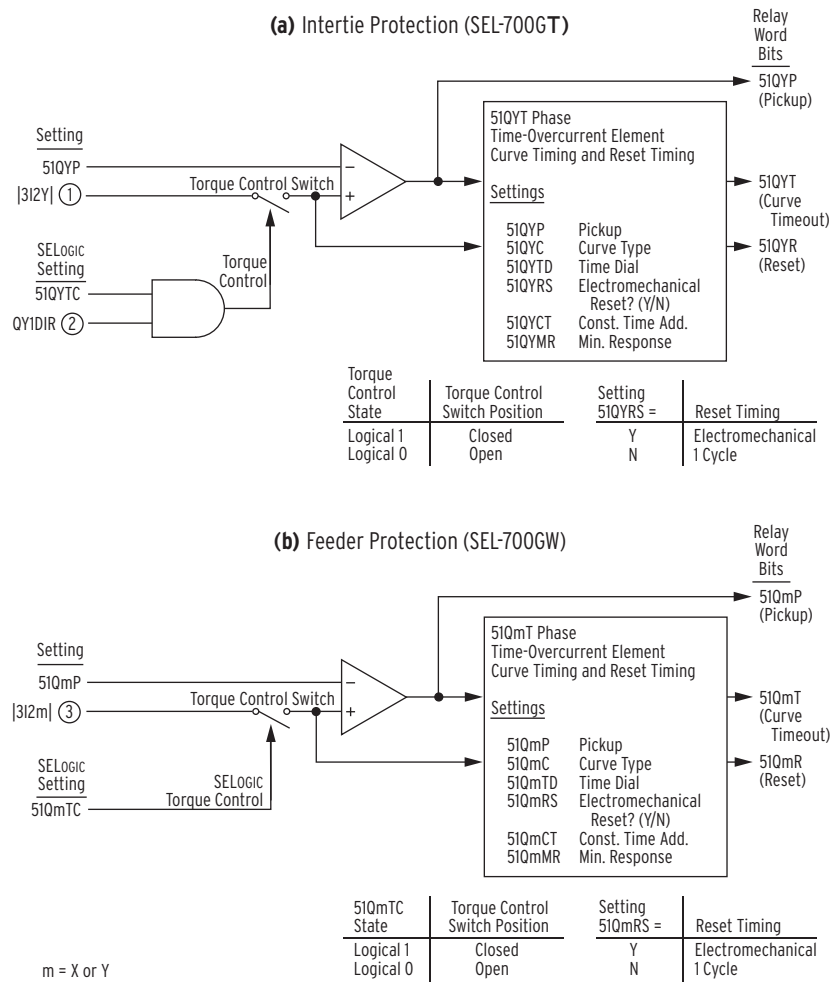 (a) Intertie Protection (SEL-700GT)
Relay
Word
Bits
51QYP
(Pickup)
Setting
51QYP
|3I2Y| ①
Torque Control Switch
−
+
SELOGIC
Setting
51QYTC
QY1DIR ②
Torque
Control
51QYT Phase
Time-Overcurrent Element
Curve Timing and Reset Timing
Settings
51QYP Pickup
51QYC Curve Type
51QYTD Time Dial
51QYRS Electromechanical
Reset? (Y/N)
51QYCT Const. Time Add.
51QYMR Min. Response
51QYT
(Curve
Timeout)
51QYR
(Reset)
Torque
Control Torque Control Setting
State Switch Position 51QYRS = Reset Timing
Logical 1 Closed Y Electromechanical
Logical 0 Open N 1 Cycle
(b) Feeder Protection (SEL-700GW)
Relay
Word
Bits
51QmP
(Pickup)
Setting
51QmP
|3I2m| ③
Torque Control Switch
−
+
SELOGIC
Setting
51QmTC
SELOGIC
Torque Control
51QmT Phase
Time-Overcurrent Element
Curve Timing and Reset Timing
Settings
51QmP Pickup
51QmC Curve Type
51QmTD Time Dial
51QmRS Electromechanical
Reset? (Y/N)
51QmCT Const. Time Add.
51QmMR Min. Response
51QmT
(Curve
Timeout)
51QmR
(Reset)
51QmTC Torque Control Setting
State Switch Position 51QmRS = Reset Timing
Logical 1 Closed Y Electromechanical
Logical 0 Open N 1 Cycle
m = X or Y